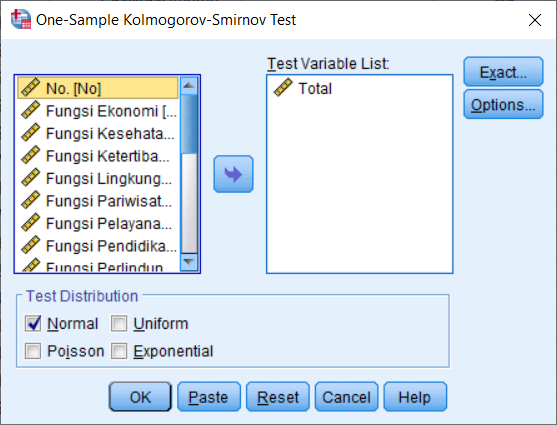 One-Sample Kolmogorov-Smirnov Test
Test Variable List:
No. [No]
Fungsi Ekonomi [...
Fungsi Kesehata...
Fungsi Ketertiba...
Fungsi Lingkung...
Fungsi Pariwisat...
Fungsi Pelayana...
Fungsi Pendidika...
Fungsi Perlindun...
Total
Exact...
Options...
Test Distribution
Normal Uniform
Poisson Exponential
OK Paste Reset Cancel Help